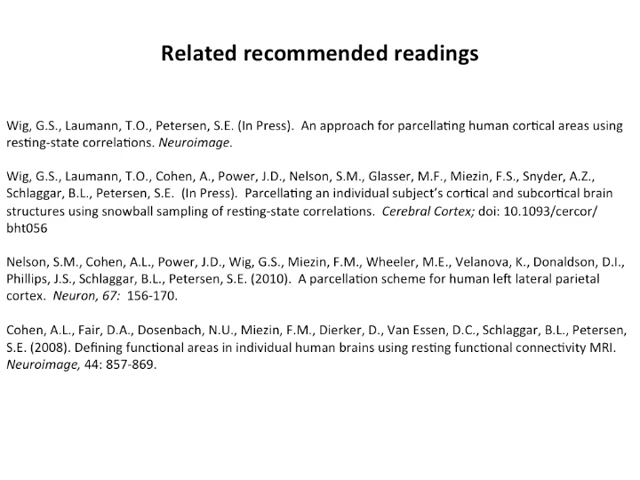 Related recommended readings
Wig, G.S., Laumann, T.O., Petersen, S.E. (In Press).  An approach for parcellating human cortical areas using
resting-state correlations. Neuroimage.
Wig, G.S., Laumann, T.O., Cohen, A., Power, J.D., Nelson, S.M., Glasser, M.F., Miezin, F.S., Snyder, A.Z.,
Schlaggar, B.L., Petersen, S.E.  (In Press).  Parcellating an individual subject's cortical and subcortical brain
structures using snowball sampling of resting-state correlations.  Cerebral Cortex; doi: 10.1093/cercor/
bht056
Nelson, S.M., Cohen, A.L., Power, J.D., Wig, G.S., Miezin, F.M., Wheeler, M.E., Velanova, K., Donaldson, D.I.,
Phillips, J.S., Schlaggar, B.L., Petersen, S.E. (2010).  A parcellation scheme for human left lateral parietal
cortex.  Neuron, 67:  156-170.
Cohen, A.L., Fair, D.A., Dosenbach, N.U., Miezin, F.M., Dierker, D., Van Essen, D.C., Schlaggar, B.L., Petersen,
S.E. (2008). Defining functional areas in individual human brains using resting functional connectivity MRI.
Neuroimage, 44: 857-869.